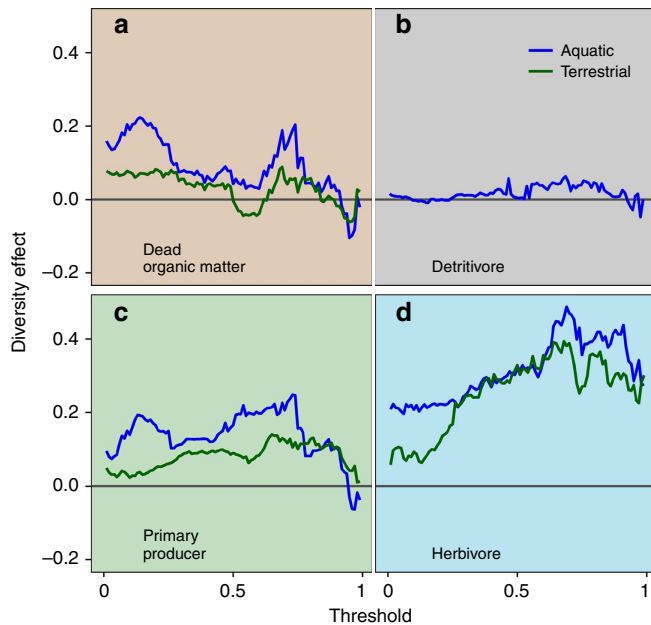 a
b
0.4
0.2
0.0
−0.2
Aquatic
Terrestrial
Dead
organic matter
Detritivore
Diversity effect
c
d
0.4
0.2
0.0
−0.2
Primary
producer
Herbivore
0
0.5
1
0
0.5
1
Threshold